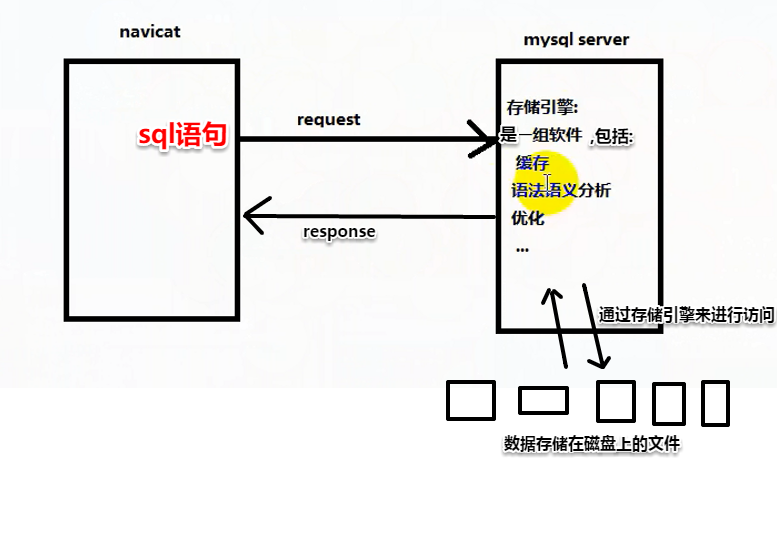 navicat
mysql server
sql语句
request
response
存储引擎:
是一组软件 ,包括:
缓存
语法语义分析
优化
...
通过存储引擎来进行访问
数据存储在磁盘上的文件